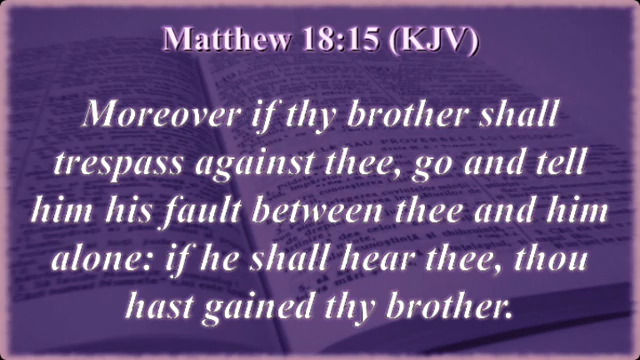 Matthew 18:15 (KJV)
Moreover if thy brother shall
trespass against thee, go and tell
him his fault between thee and him
alone: if he shall hear thee, thou
hast gained thy brother.